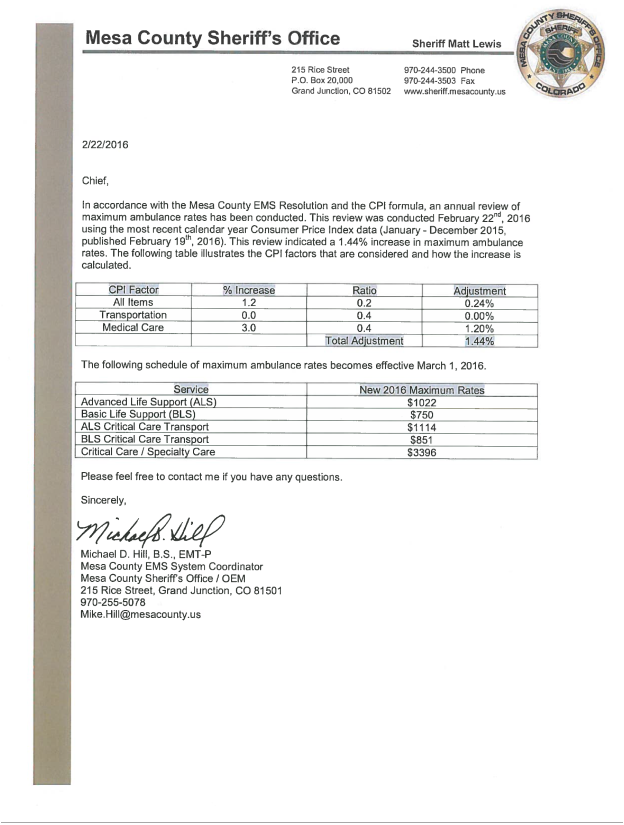 Mesa County Sheriff's Office
Sheriff Matt Lewis
MESA COUNTY SHERIFF'S OFFICE
SHERIFF
COLORADO
215 Rice Street
P.O. Box 20,000
Grand Junction, CO 81502
970-244-3500 Phone
970-244-3503 Fax
www.sheriff.mesacounty.us
2/22/2016
Chief,
In accordance with the Mesa County EMS Resolution and the CPI formula, an annual review of
maximum ambulance rates has been conducted. This review was conducted February 22nd, 2016
using the most recent calendar year Consumer Price Index data (January - December 2015,
published February 19th, 2016). This review indicated a 1.44% increase in maximum ambulance
rates. The following table illustrates the CPI factors that are considered and how the increase is
calculated.
CPI Factor % Increase Ratio Adjustment
All Items 1.2 0.2 0.24%
Transportation 0.0 0.4 0.00%
Medical Care 3.0 0.4 1.20%
Total Adjustment 1.44%
The following schedule of maximum ambulance rates becomes effective March 1, 2016.
Service New 2016 Maximum Rates
Advanced Life Support (ALS) $1022
Basic Life Support (BLS) $750
ALS Critical Care Transport $1114
BLS Critical Care Transport $851
Critical Care / Specialty Care $3396
Please feel free to contact me if you have any questions.
Sincerely,
Michael D. Hill
Michael D. Hill, B.S., EMT-P
Mesa County EMS System Coordinator
Mesa County Sheriff's Office / OEM
215 Rice Street, Grand Junction, CO 81501
970-255-5078
Mike.Hill@mesacounty.us